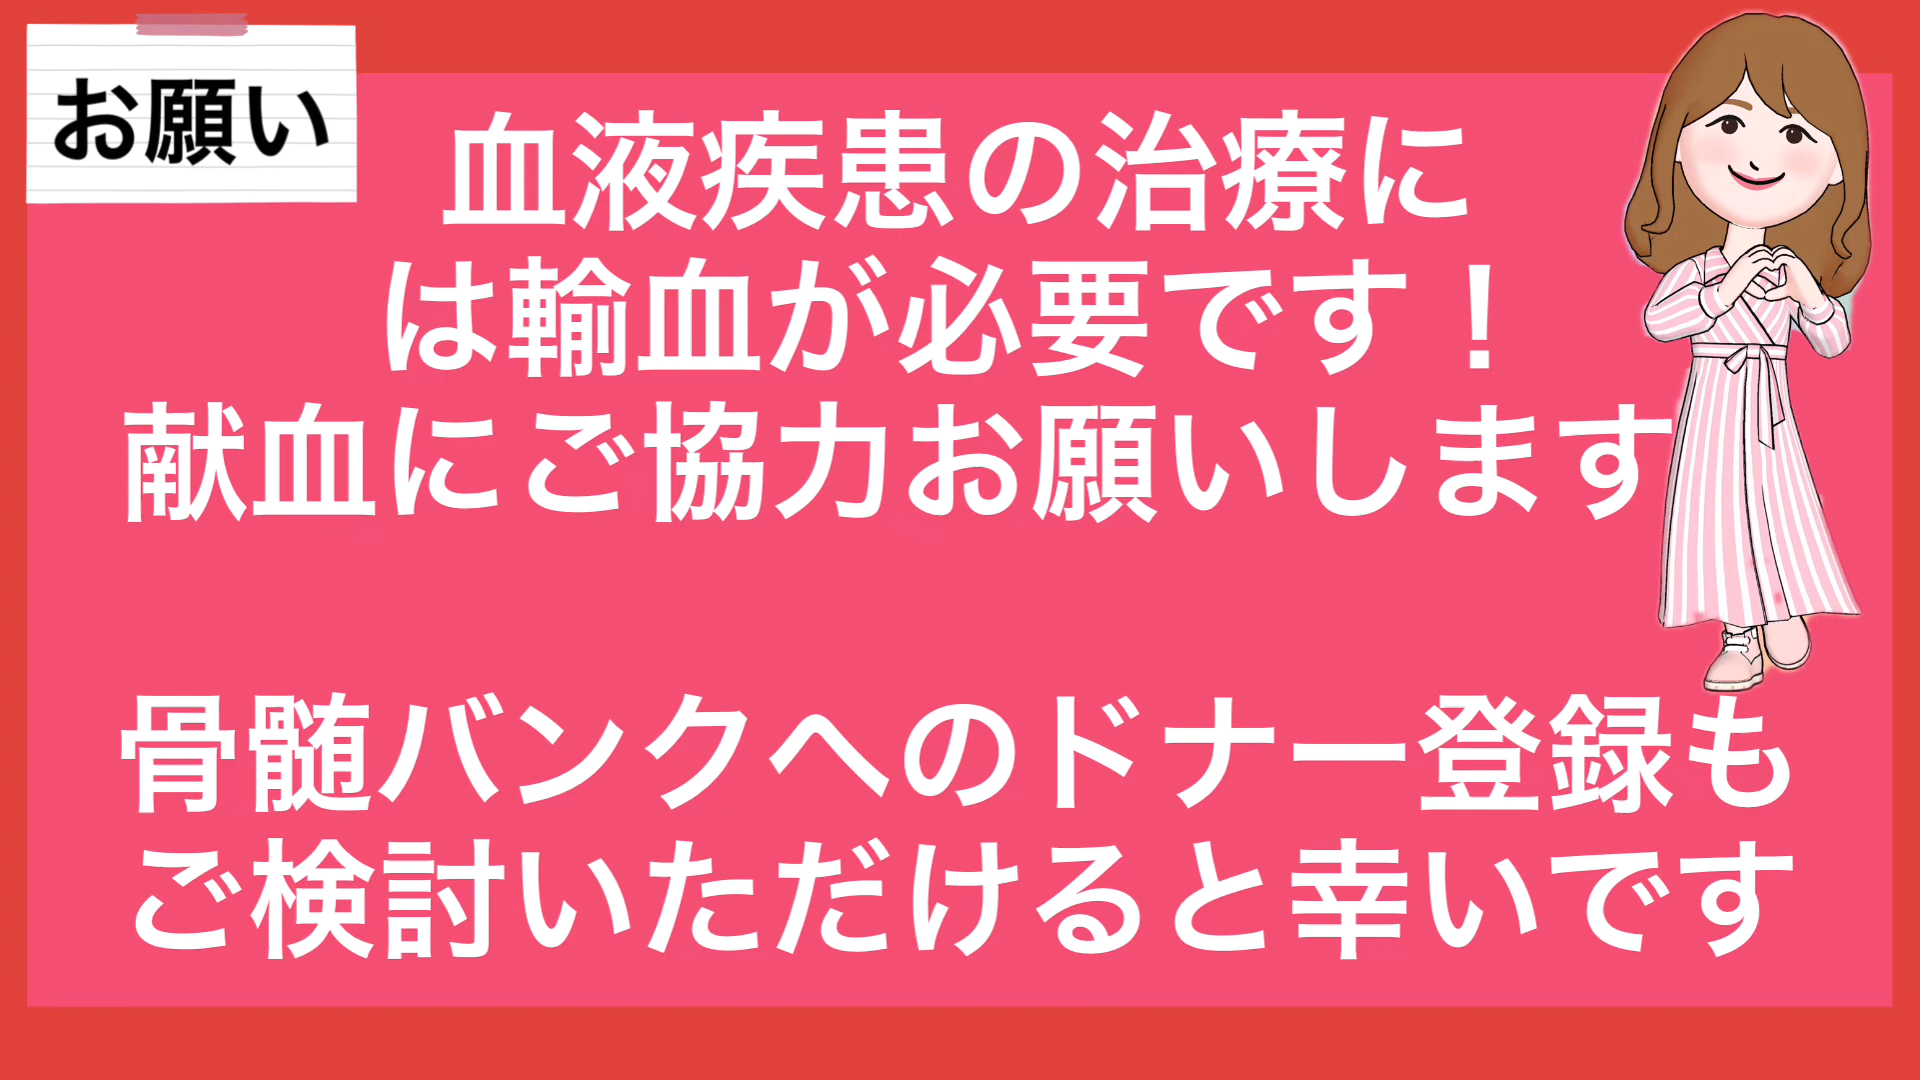 お願い
血液疾患の治療に
は輸血が必要です！
献血にご協力お願いします
骨髄バンクへのドナー登録も
ご検討いただけると幸いです